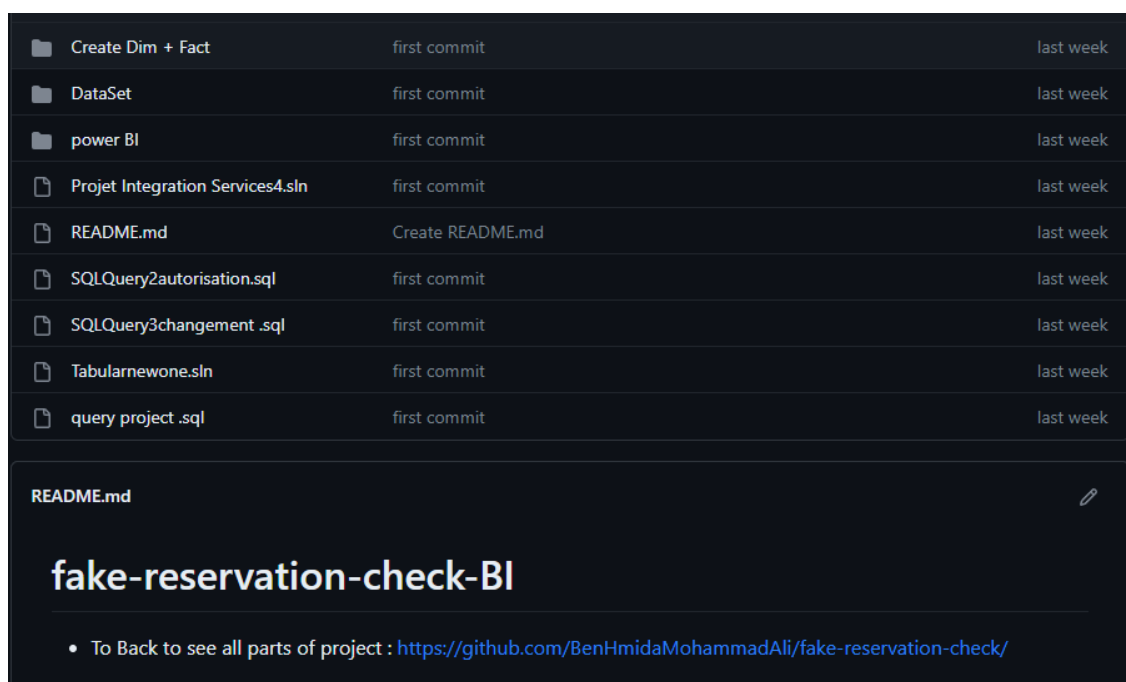 Create Dim + Fact first commit last week
DataSet first commit last week
power BI first commit last week
Projet Integration Services4.sln first commit last week
README.md Create README.md last week
SQLQuery2autorisation.sql first commit last week
SQLQuery3changement .sql first commit last week
Tabularnewone.sln first commit last week
query project .sql first commit last week
README.md
fake-reservation-check-BI
• To Back to see all parts of project : https://github.com/BenHmidaMohammadAli/fake-reservation-check/